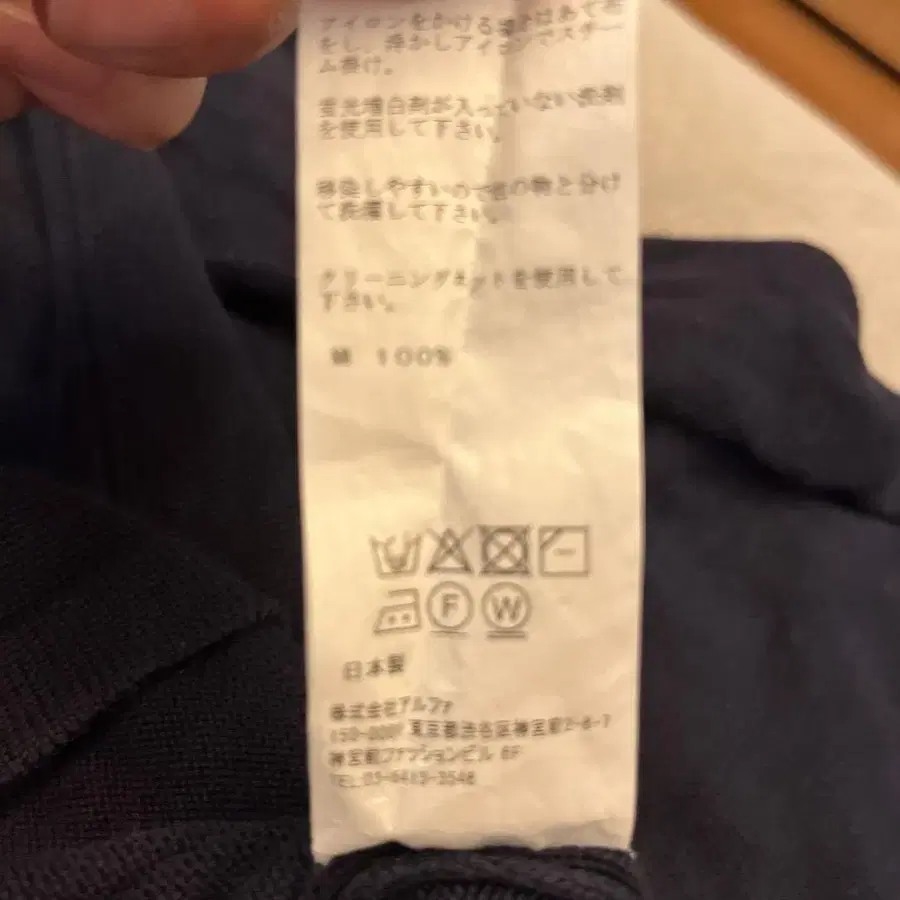 アイロンをかける場合はあて布
をし、浮かしアイロンでスチー
ム掛け。
蛍光増白剤が入っていない洗剤
を使用して下さい。
移染しやすいので他の物と分け
て洗濯して下さい。
クリーニングネットを使用して
下さい。
綿 100%
F W
日本製
株式会社アルファ
東京都渋谷区神宮前2-6-7
神宮前ファッションビル 6F
TEL 03-